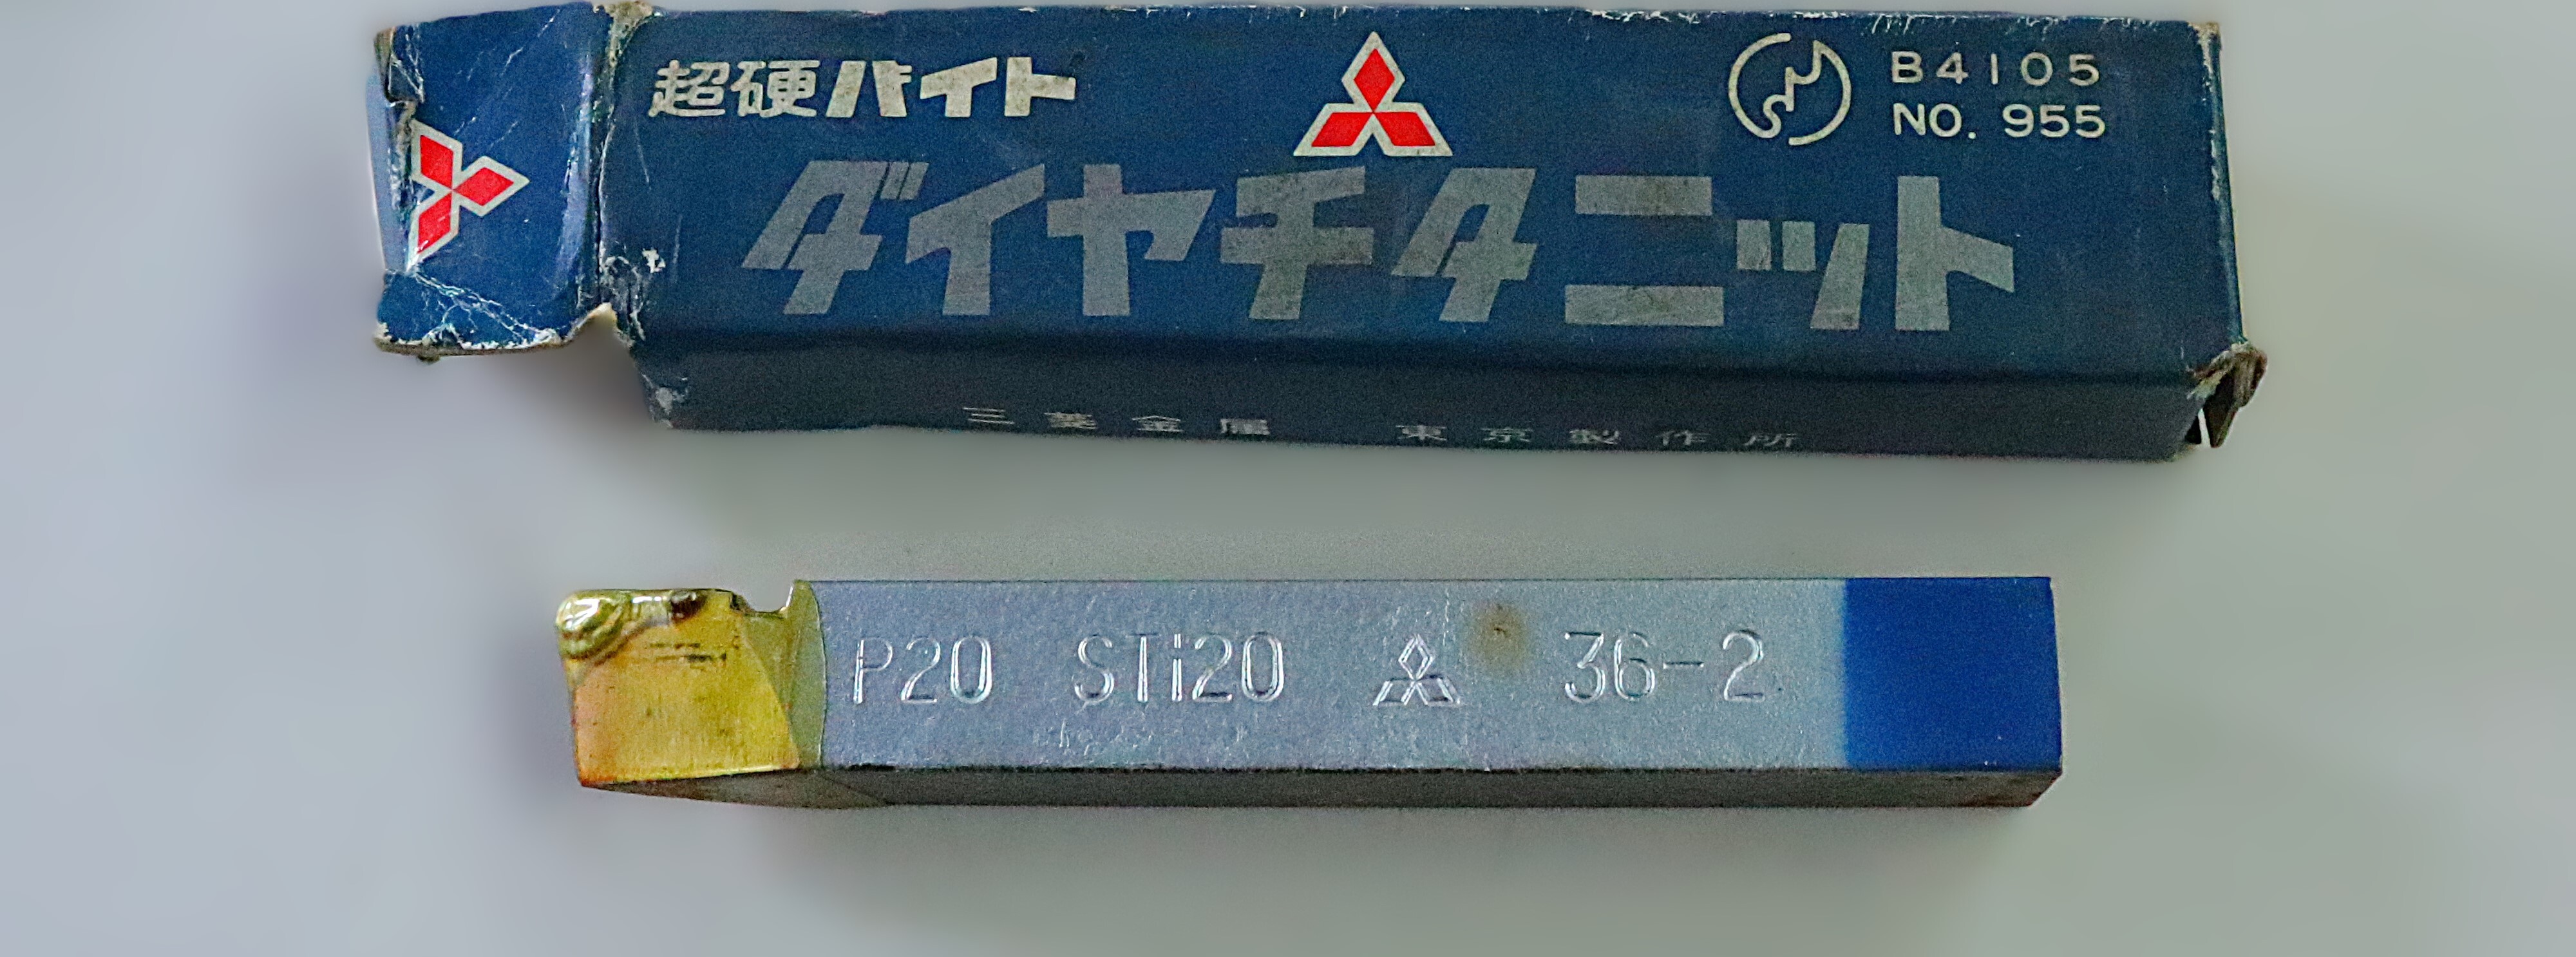 超硬バイト
B4105
NO. 955
ダイヤチタニット
三菱金属 東京製作所
P20 STi20 36-2